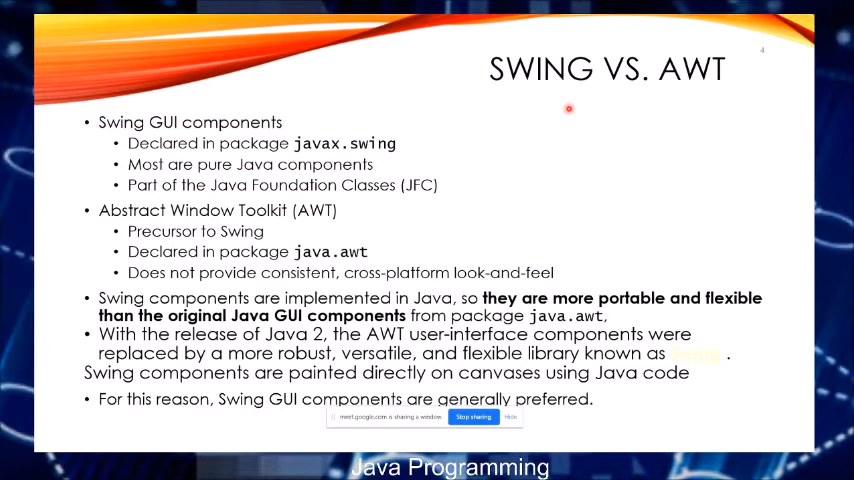 4
SWING VS. AWT
• Swing GUI components
• Declared in package javax.swing
• Most are pure Java components
• Part of the Java Foundation Classes (JFC)
• Abstract Window Toolkit (AWT)
• Precursor to Swing
• Declared in package java.awt
• Does not provide consistent, cross-platform look-and-feel
• Swing components are implemented in Java, so they are more portable and flexible
than the original Java GUI components from package java.awt,
• With the release of Java 2, the AWT user-interface components were
replaced by a more robust, versatile, and flexible library known as Swing .
Swing components are painted directly on canvases using Java code
• For this reason, Swing GUI components are generally preferred.
meet.google.com is sharing a window. Stop sharing Hide
Java Programming